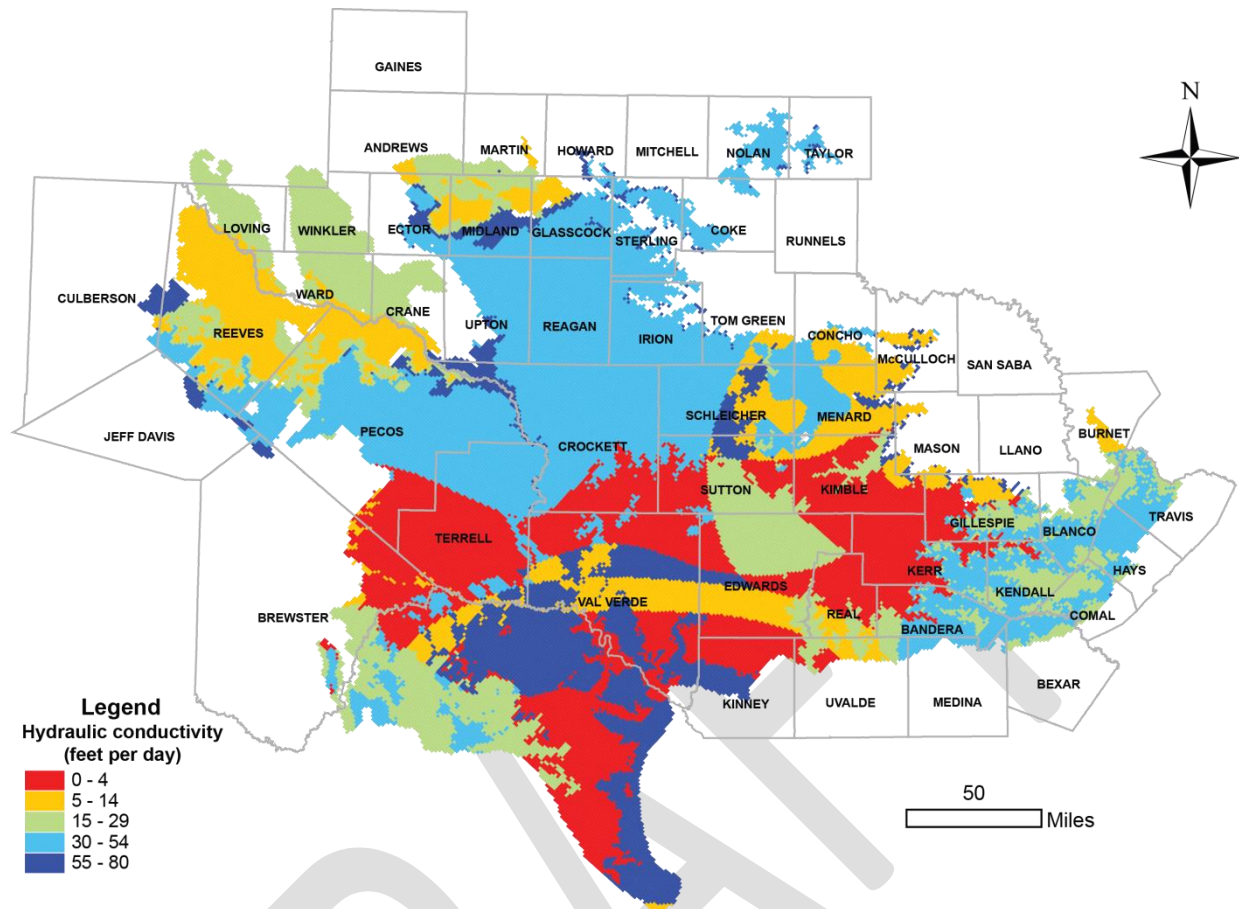 GAINES
N
ANDREWS
MARTIN
HOWARD
MITCHELL
NOLAN
TAYLOR
LOVING
WINKLER
ECTOR
MIDLAND
GLASSCOCK
STERLING
COKE
RUNNELS
CULBERSON
REEVES
WARD
CRANE
UPTON
REAGAN
IRION
TOM GREEN
CONCHO
McCULLOCH
SAN SABA
JEFF DAVIS
PECOS
CROCKETT
SCHLEICHER
MENARD
MASON
LLANO
BURNET
TERRELL
SUTTON
KIMBLE
GILLESPIE
BLANCO
TRAVIS
BREWSTER
VAL VERDE
EDWARDS
REAL
KERR
BANDERA
KENDALL
HAYS
COMAL
KINNEY
UVALDE
MEDINA
BEXAR
Legend
Hydraulic conductivity
(feet per day)
0 - 4
5 - 14
15 - 29
30 - 54
55 - 80
50
Miles